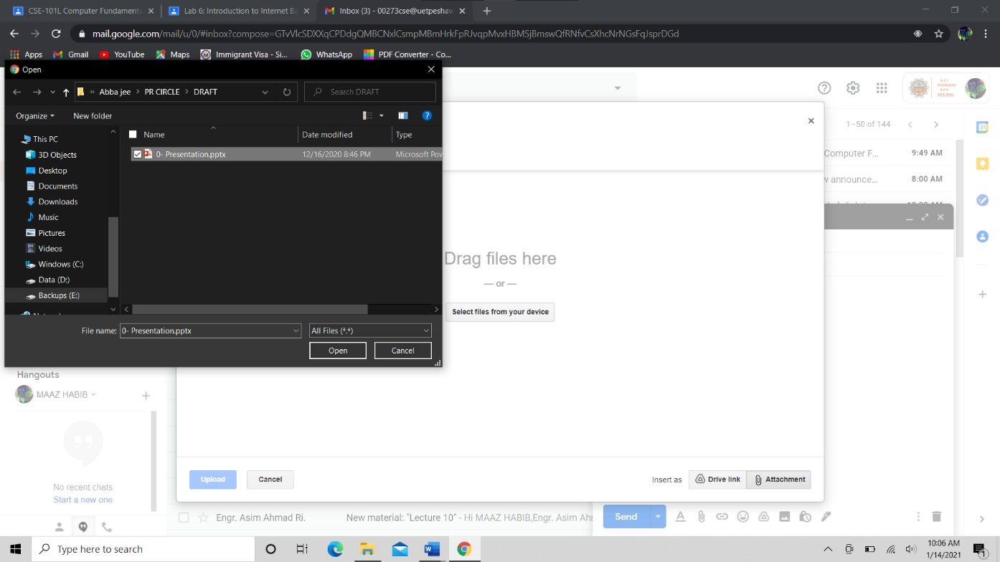 CSE-101L Computer Fundamenta
Lab 6: Introduction to Internet Ba
Inbox (3) - 00273cse@uetpeshaw
mail.google.com/mail/u/0/#inbox?compose=GTvVlcSDXXqCPDdgQMBCNxlCsmpMBmHrkFpRJvqpMvxHBMSjBmswQfRNfvCsXhcNrNGsFqJsprDGd
Apps
Gmail
YouTube
Maps
Immigrant Visa - Si...
WhatsApp
PDF Converter - Co...
Open
« Abba jee > PR CIRCLE > DRAFT
Search DRAFT
Organize
New folder
Name
Date modified
Type
This PC
3D Objects
Desktop
Documents
Downloads
Music
Pictures
Videos
Windows (C:)
Data (D:)
Backups (E:)
0- Presentation.pptx
12/16/2020 8:46 PM
Microsoft Pow
File name:
0- Presentation.pptx
All Files (*.*)
Open
Cancel
1–50 of 144
Computer F...
9:49 AM
w announce...
8:00 AM
Drag files here
— or —
Select files from your device
Upload
Cancel
Insert as
Drive link
Attachment
Hangouts
MAAZ HABIB
No recent chats
Start a new one
Engr. Asim Ahmad Ri.
New material: "Lecture 10" - Hi MAAZ HABIB,Engr. Asim Ahr
Send
Type here to search
10:06 AM
1/14/2021
1